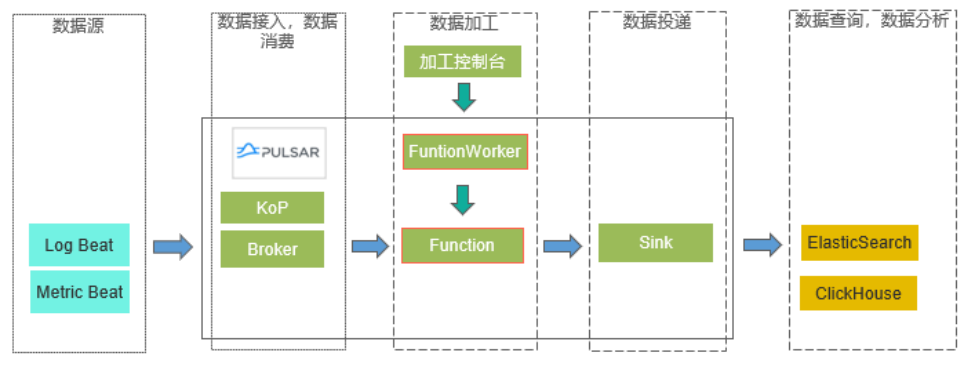 数据源
数据接入，数据
消费
数据加工
数据投递
数据查询，数据分析
加工控制台
PULSAR
FuntionWorker
KoP
Log Beat
Broker
Function
Sink
ElasticSearch
Metric Beat
ClickHouse